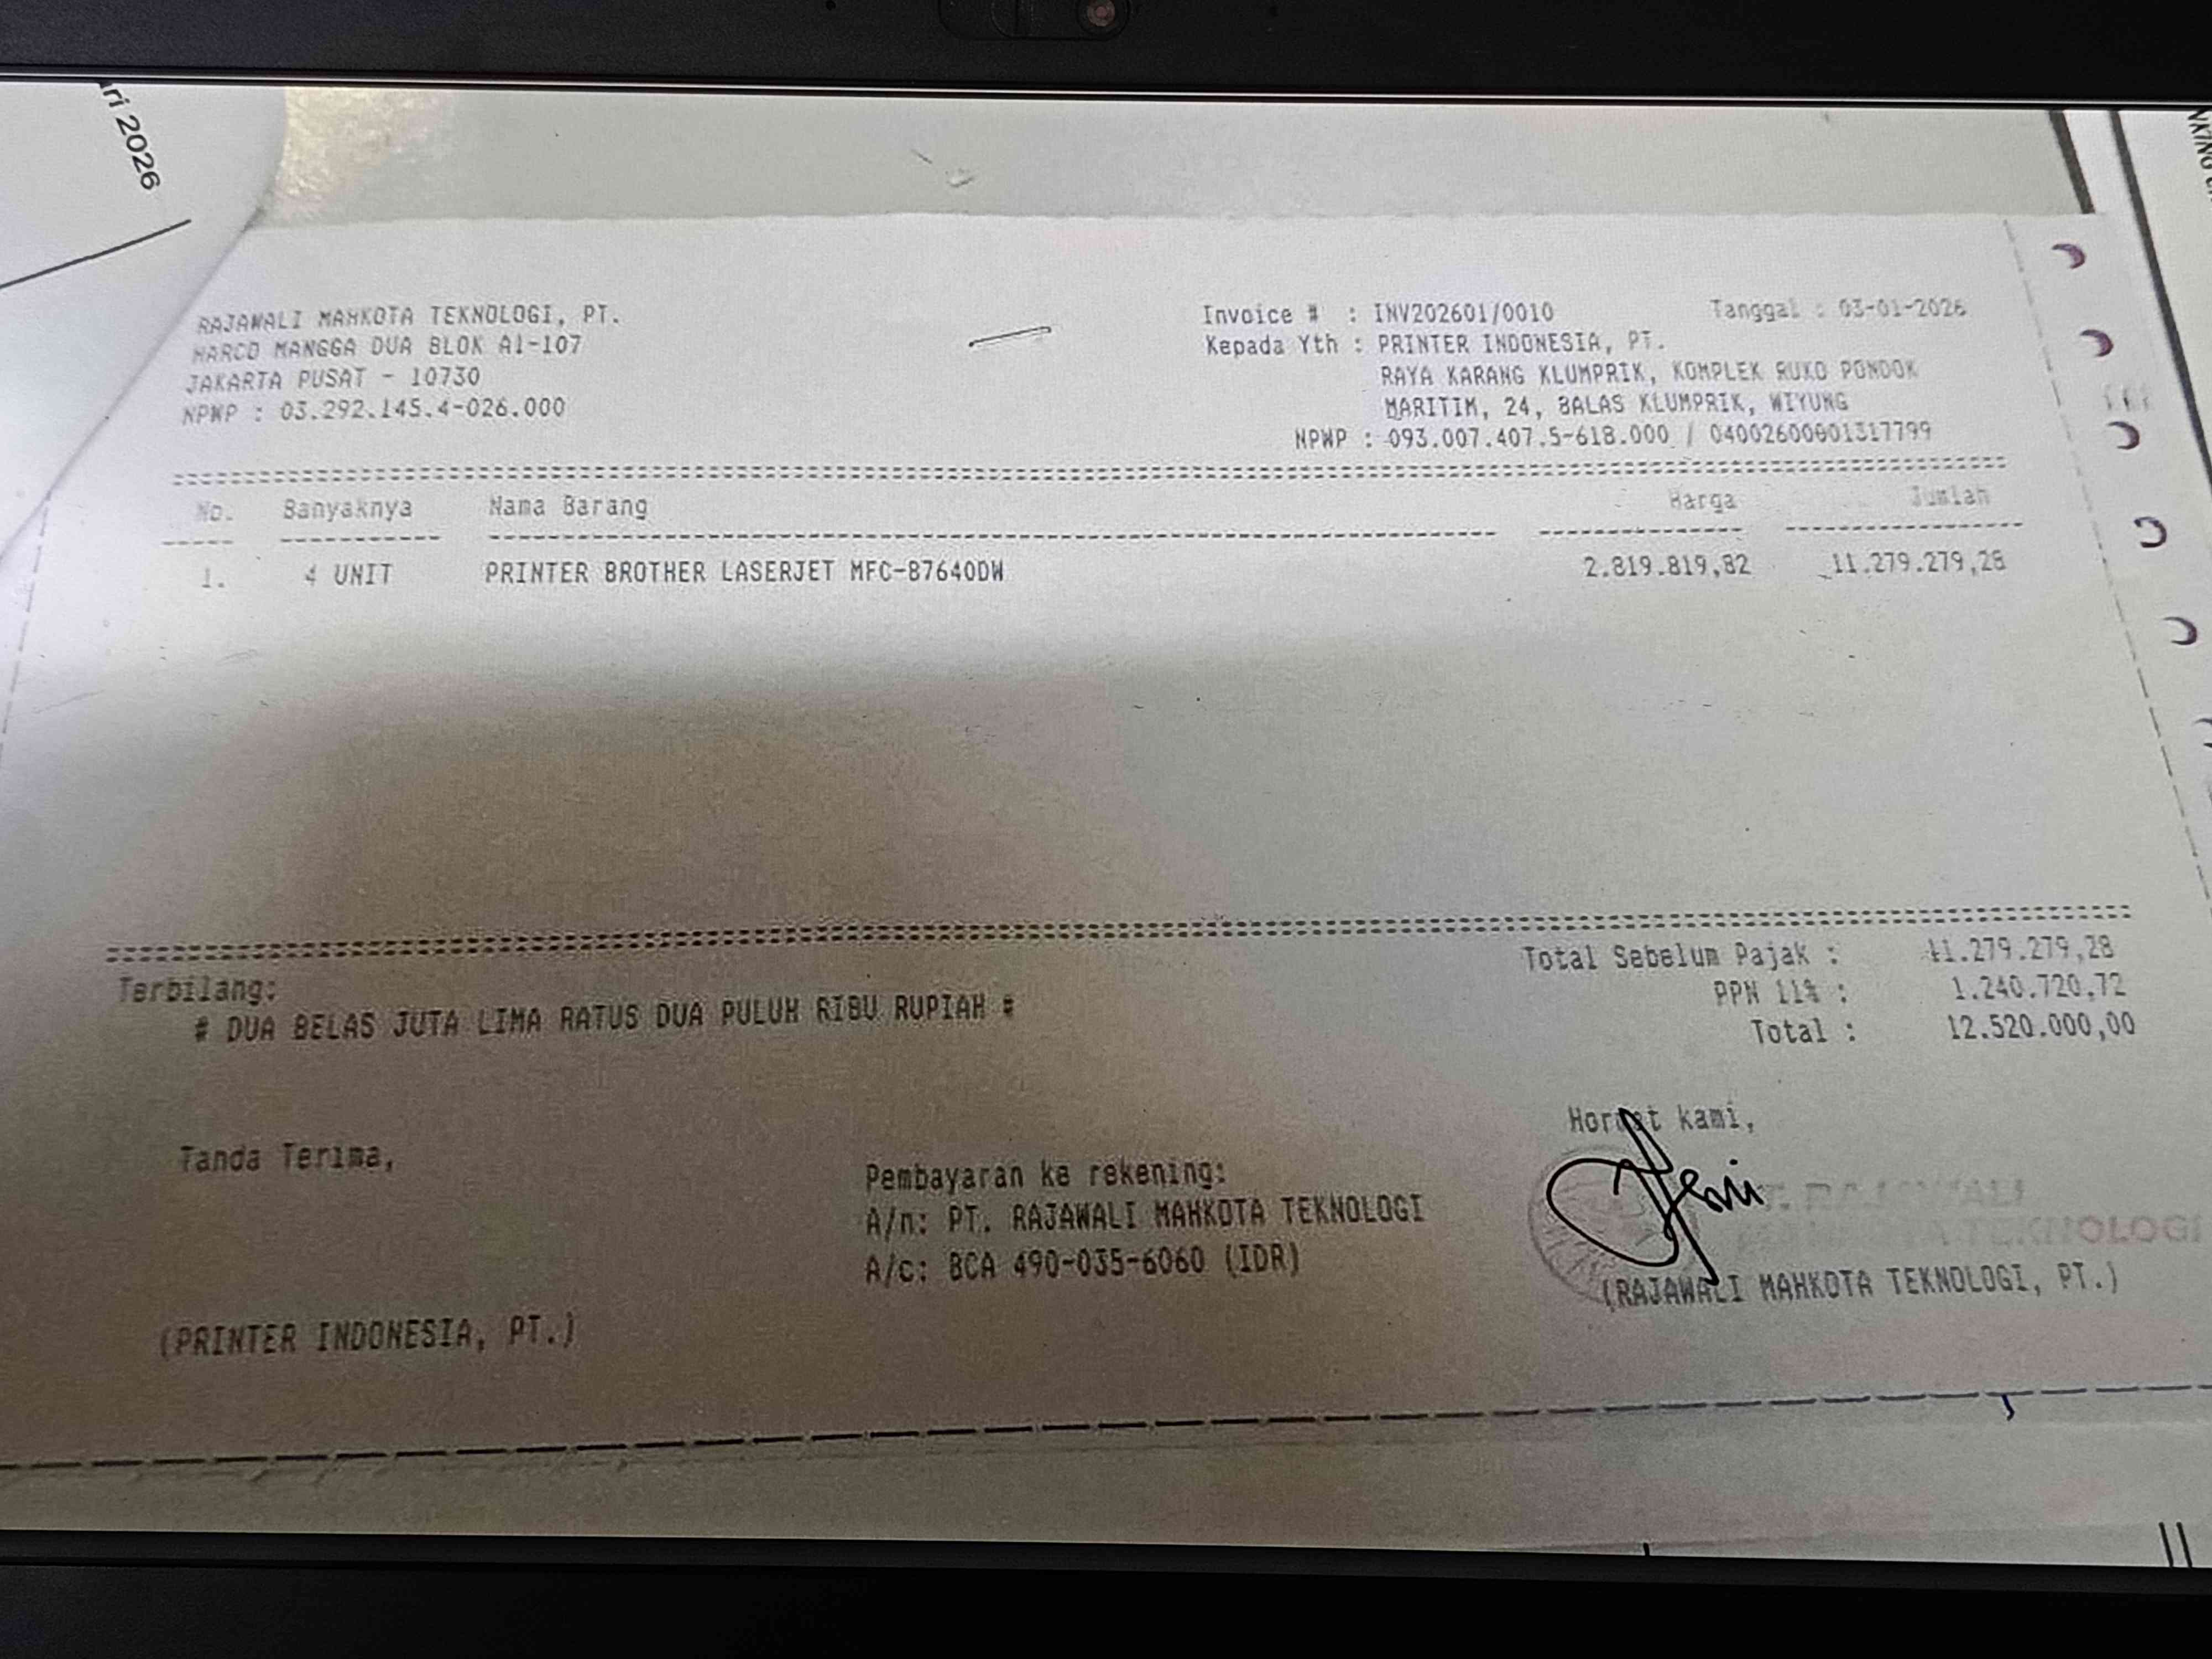 ri 2026
RAJAWALI MAHKOTA TEKNOLOGI, PT.
HARCO MANGGA DUA BLOK A1-107
JAKARTA PUSAT - 10730
NPWP : 03.292.145.4-026.000
Invoice # : INV202601/0010 Tanggal : 03-01-2026
Kepada Yth : PRINTER INDONESIA, PT.
RAYA KARANG KLUMPRIK, KOMPLEK RUKO PONDOK
MARITIM, 24, BALAS KLUMPRIK, WIYUNG
NPWP : 093.007.407.5-618.000 / 04002600001317799
No. Banyaknya Nama Barang Harga Jumlah
1. 4 UNIT PRINTER BROTHER LASERJET MFC-B7640DW 2.819.819,82 11.279.279,28
Total Sebelum Pajak : 11.279.279,28
PPN 11% : 1.240.720,72
Total : 12.520.000,00
Terbilang:
# DUA BELAS JUTA LIMA RATUS DUA PULUH RIBU RUPIAH #
Tanda Terima,
(PRINTER INDONESIA, PT.)
Pembayaran ke rekening:
A/n: PT. RAJAWALI MAHKOTA TEKNOLOGI
A/c: BCA 490-035-6060 (IDR)
Hormat kami,
PT. RAJAWALI
MAHKOTA TEKNOLOGI
(RAJAWALI MAHKOTA TEKNOLOGI, PT.)